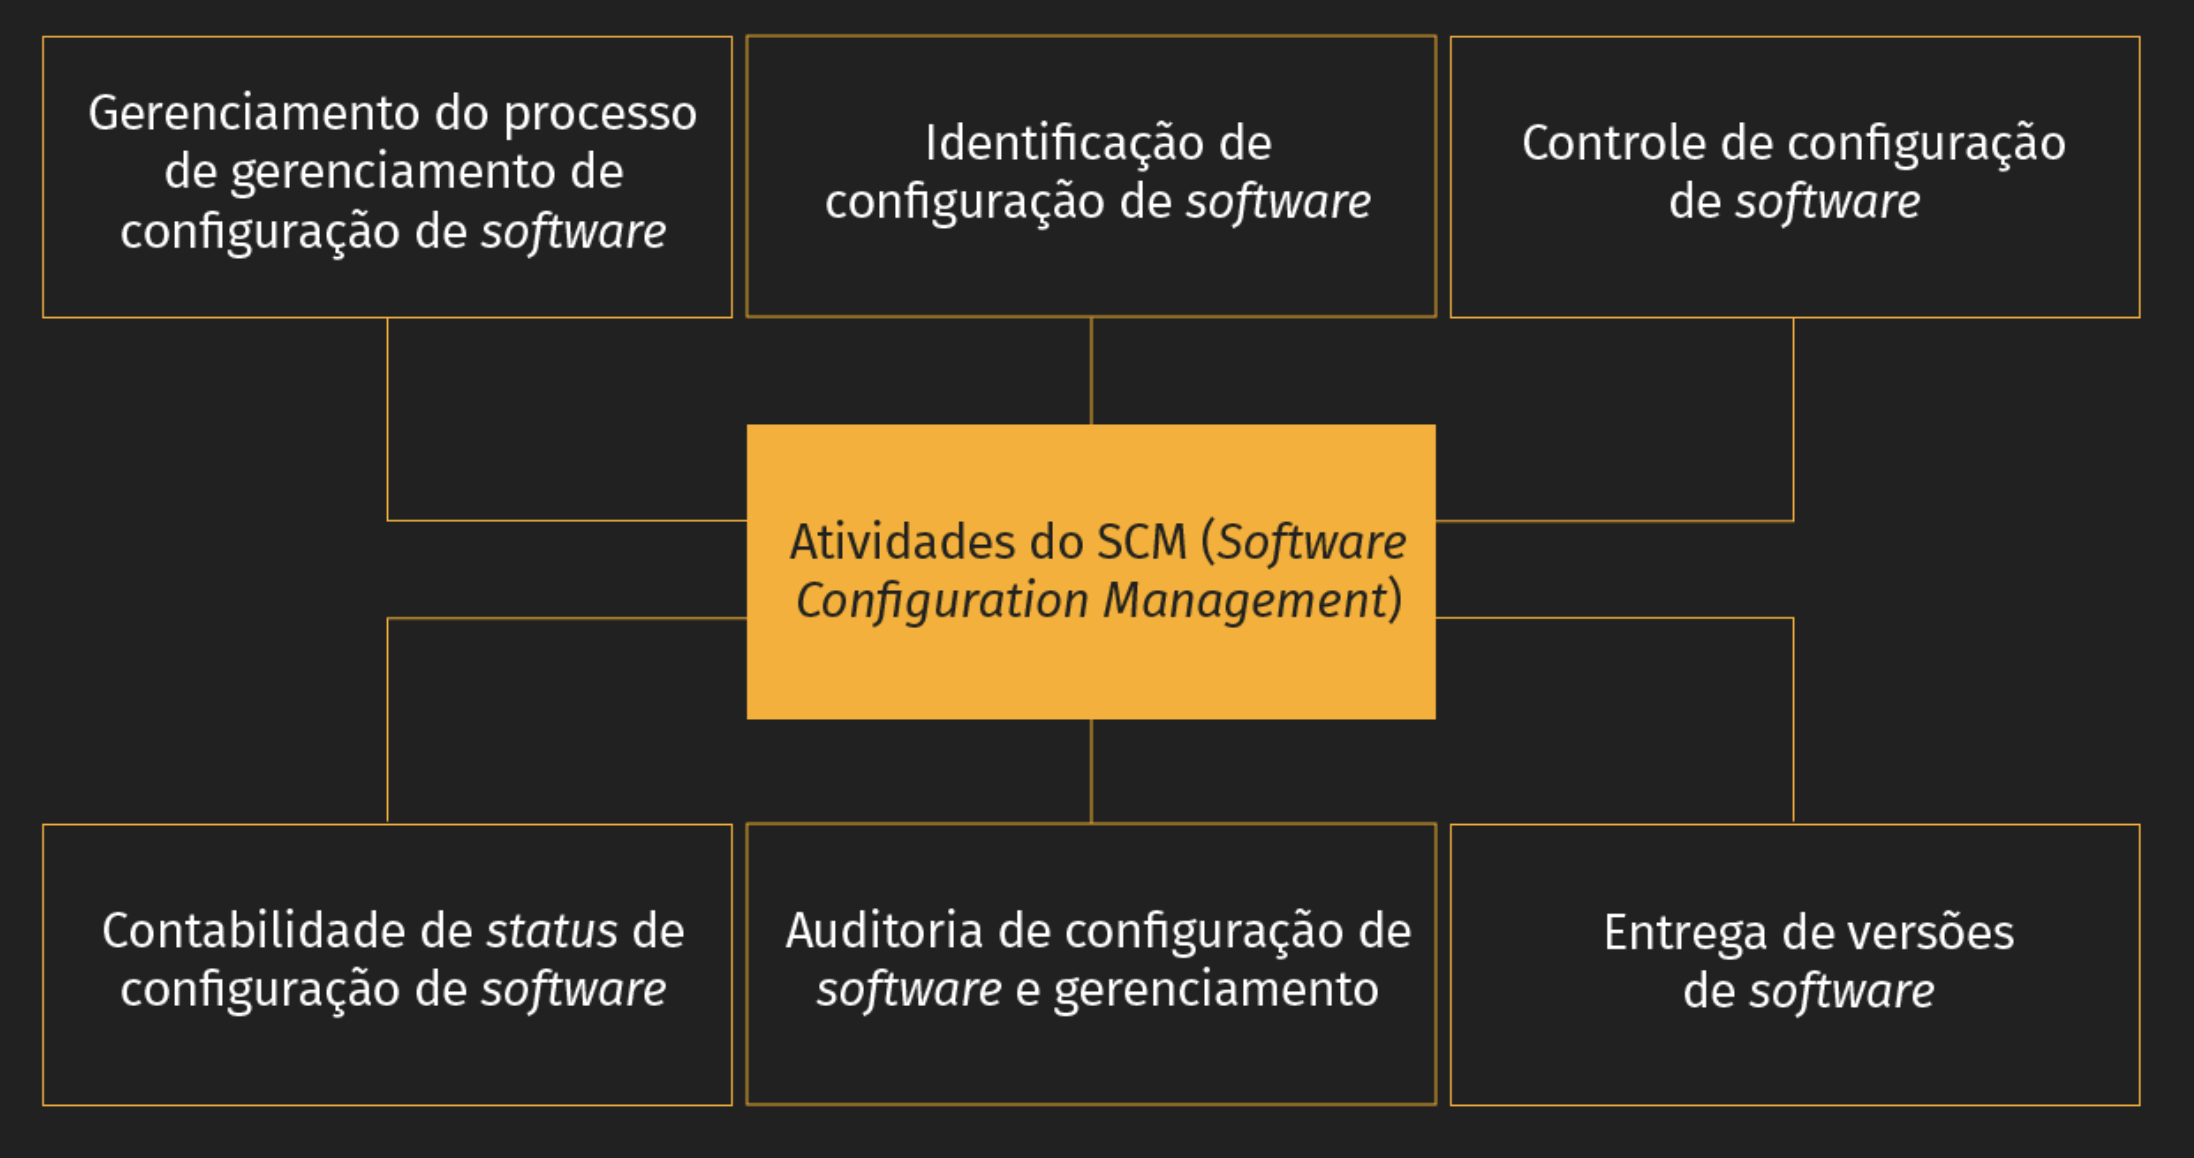 Gerenciamento do processo
de gerenciamento de
configuração de software
Identificação de
configuração de software
Controle de configuração
de software
Atividades do SCM (Software
Configuration Management)
Contabilidade de status de
configuração de software
Auditoria de configuração de
software e gerenciamento
Entrega de versões
de software